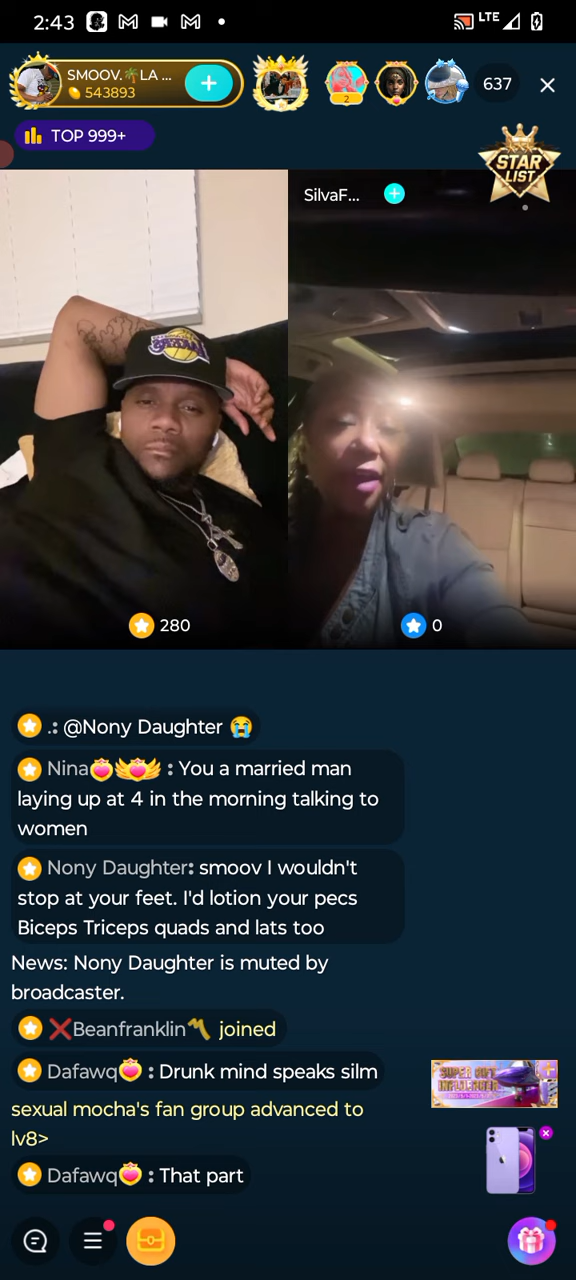 2:43
LTE
SMOOV.🌴LA ...
543893
2
637
TOP 999+
STAR
LIST
SilvaF...
280
0
.: @Nony Daughter 😭
Nina : You a married man
laying up at 4 in the morning talking to
women
Nony Daughter: smoov I wouldn't
stop at your feet. I'd lotion your pecs
Biceps Triceps quads and lats too
News: Nony Daughter is muted by
broadcaster.
❌Beanfranklin〽️ joined
Dafawq : Drunk mind speaks silm
sexual mocha's fan group advanced to
lv8>
SUPER GIFT
Dafawq : That part